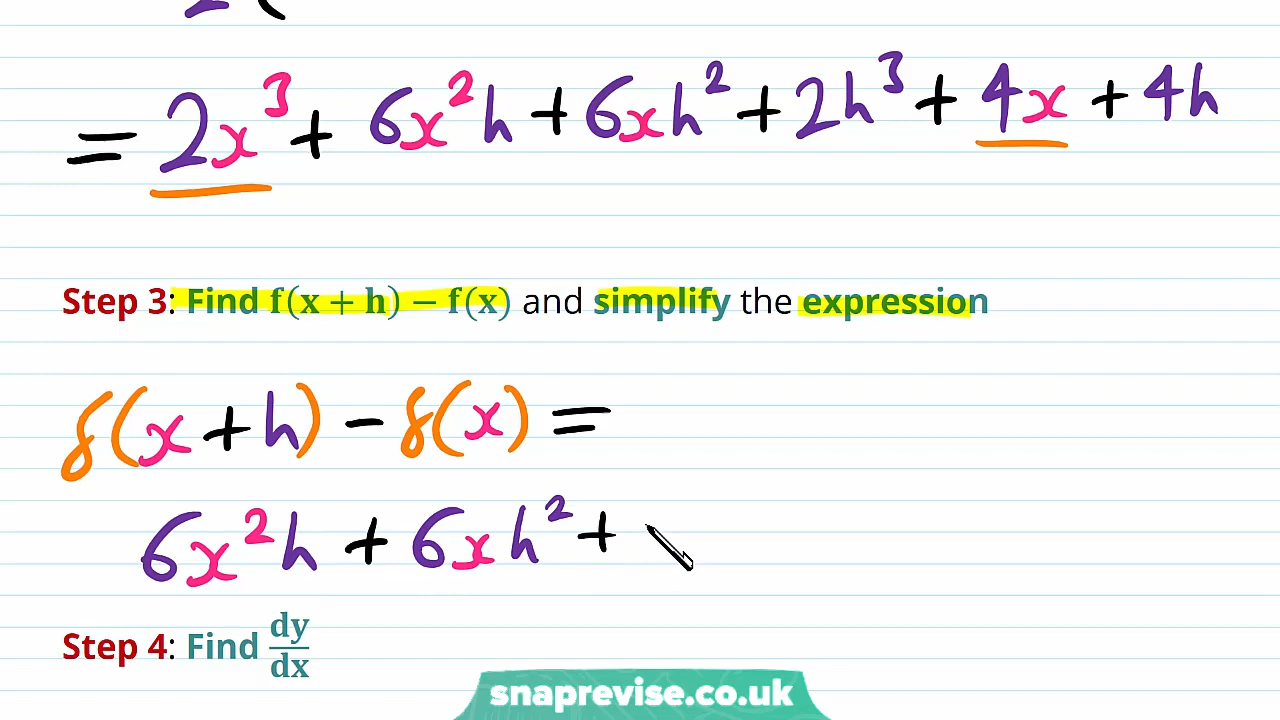 = 2x³ + 6x²h + 6xh² + 2h³ + 4x + 4h
Step 3: Find f(x + h) − f(x) and simplify the expression
f(x + h) − f(x) =
6x²h + 6xh² +
Step 4: Find dy/dx
snaprevise.co.uk